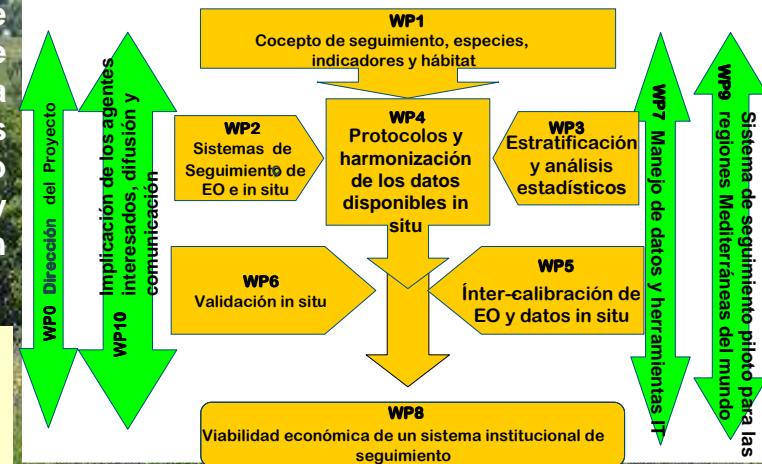 WP1
Cocepto de seguimiento, especies,
indicadores y hábitat
WP2
Sistemas de
Seguimiento de
EO e in situ
WP4
Protocolos y
harmonización
de los datos
disponibles in
situ
WP3
Estratificación
y análisis
estadísticos
WP6
Validación in situ
WP5
Ínter-calibración de
EO y datos in situ
WP8
Viabilidad económica de un sistema institucional de
seguimiento
WP0 Dirección del Proyecto
WP10 Implicación de los agentes
interesados, difusión y
comunicación
WP7 Manejo de datos y herramientas IT
WP9 Sistema de seguimiento piloto para las
regiones Mediterráneas del mundo